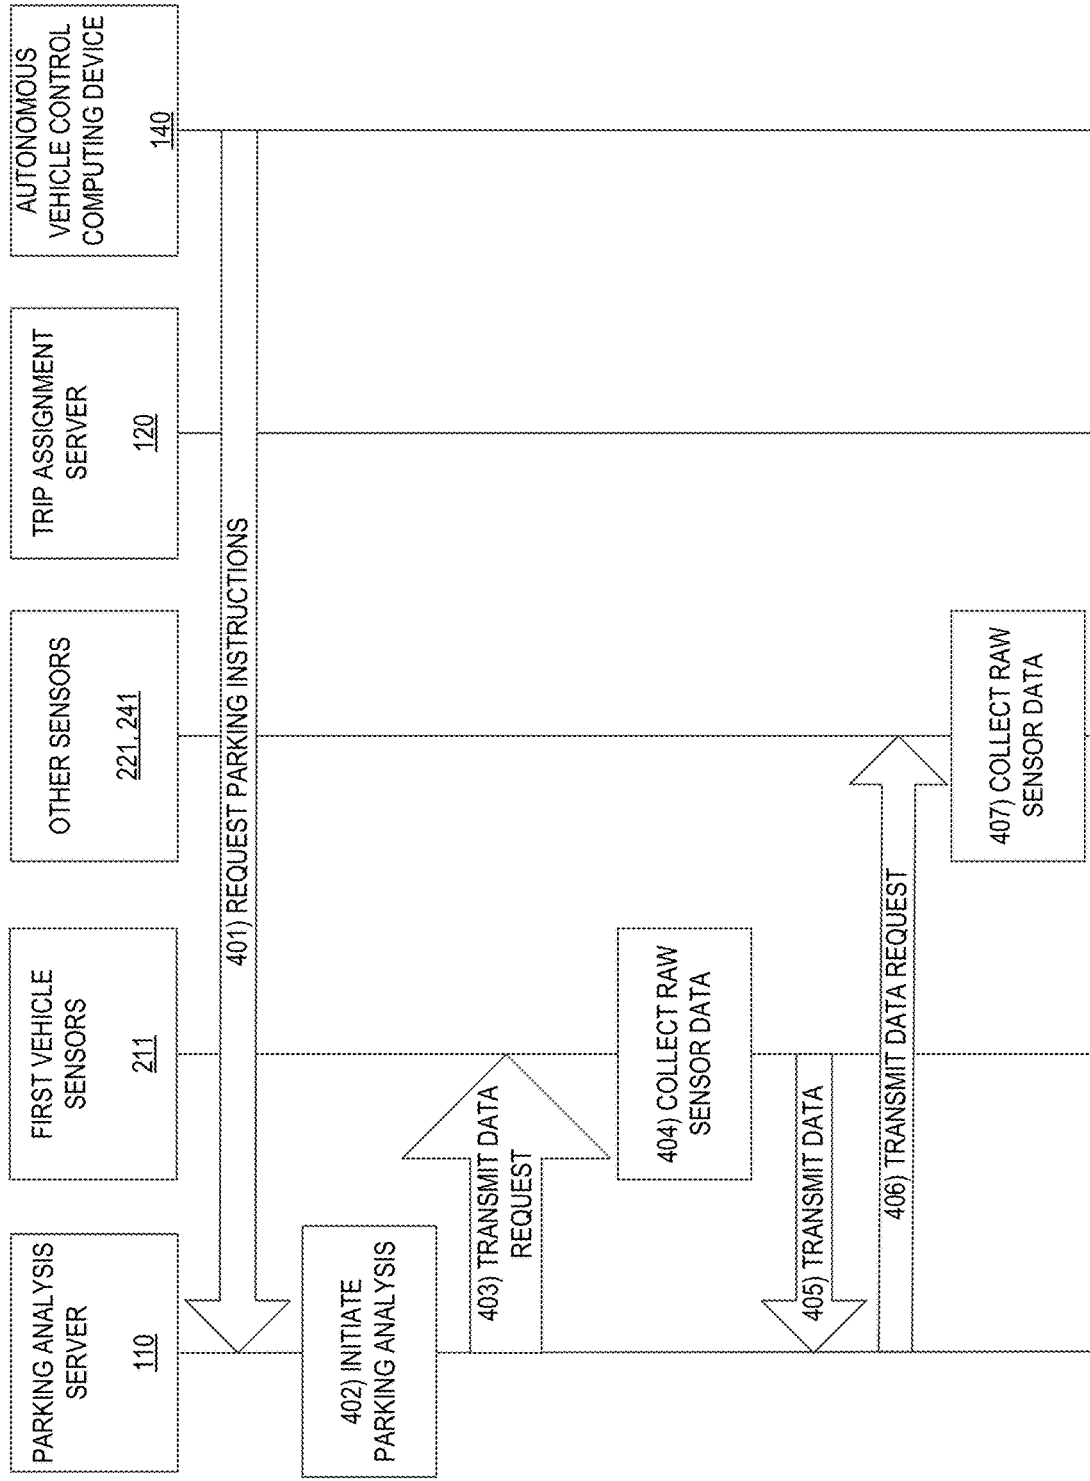 PARKING ANALYSIS
SERVER
110
FIRST VEHICLE
SENSORS
211
OTHER SENSORS
221, 241
TRIP ASSIGNMENT
SERVER
120
AUTONOMOUS
VEHICLE CONTROL
COMPUTING DEVICE
140
401) REQUEST PARKING INSTRUCTIONS
402) INITIATE
PARKING ANALYSIS
403) TRANSMIT DATA
REQUEST
404) COLLECT RAW
SENSOR DATA
405) TRANSMIT DATA
406) TRANSMIT DATA REQUEST
407) COLLECT RAW
SENSOR DATA